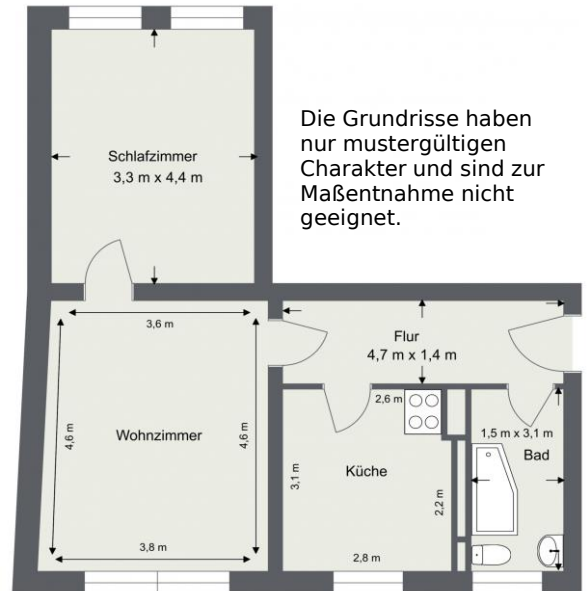 Schlafzimmer
3,3 m x 4,4 m
Die Grundrisse haben
nur mustergültigen
Charakter und sind zur
Maßentnahme nicht
geeignet.
3,6 m
Flur
4,7 m x 1,4 m
4,6 m
Wohnzimmer
4,6 m
3,8 m
2,6 m
3,1 m
Küche
2,2 m
2,8 m
1,5 m x 3,1 m
Bad